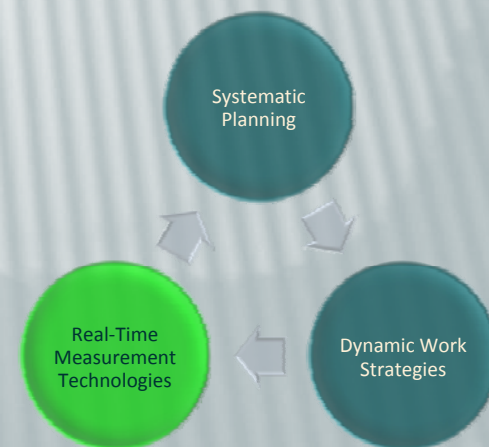 Systematic
Planning
Real-Time
Measurement
Technologies
Dynamic Work
Strategies